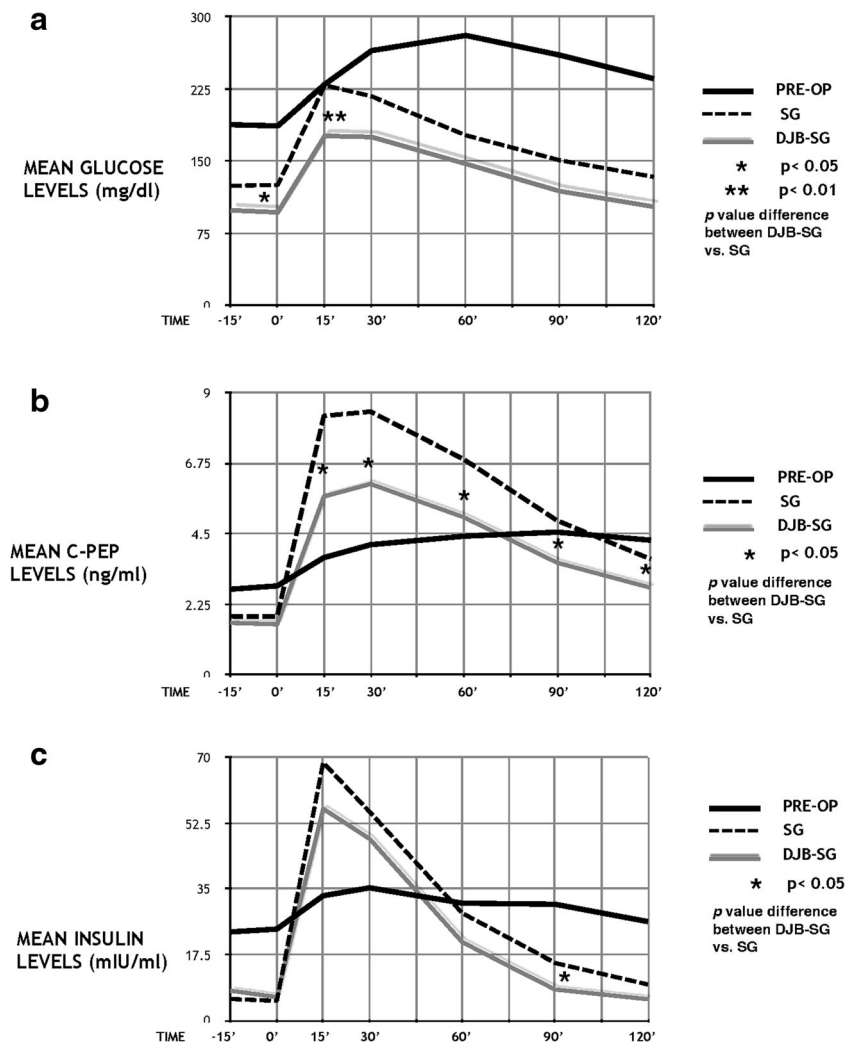 a
300
225
150
75
0
MEAN GLUCOSE
LEVELS (mg/dl)
TIME
-15’ 0’ 15’ 30’ 60’ 90’ 120’
*
**
PRE-OP
SG
DJB-SG
* p< 0.05
** p< 0.01
p value difference
between DJB-SG
vs. SG
b
9
6.75
4.5
2.25
0
MEAN C-PEP
LEVELS (ng/ml)
TIME
-15’ 0’ 15’ 30’ 60’ 90’ 120’
* * * * *
PRE-OP
SG
DJB-SG
* p< 0.05
p value difference
between DJB-SG
vs. SG
c
70
52.5
35
17.5
0
MEAN INSULIN
LEVELS (mIU/ml)
TIME
-15’ 0’ 15’ 30’ 60’ 90’ 120’
*
PRE-OP
SG
DJB-SG
* p< 0.05
p value difference
between DJB-SG
vs. SG